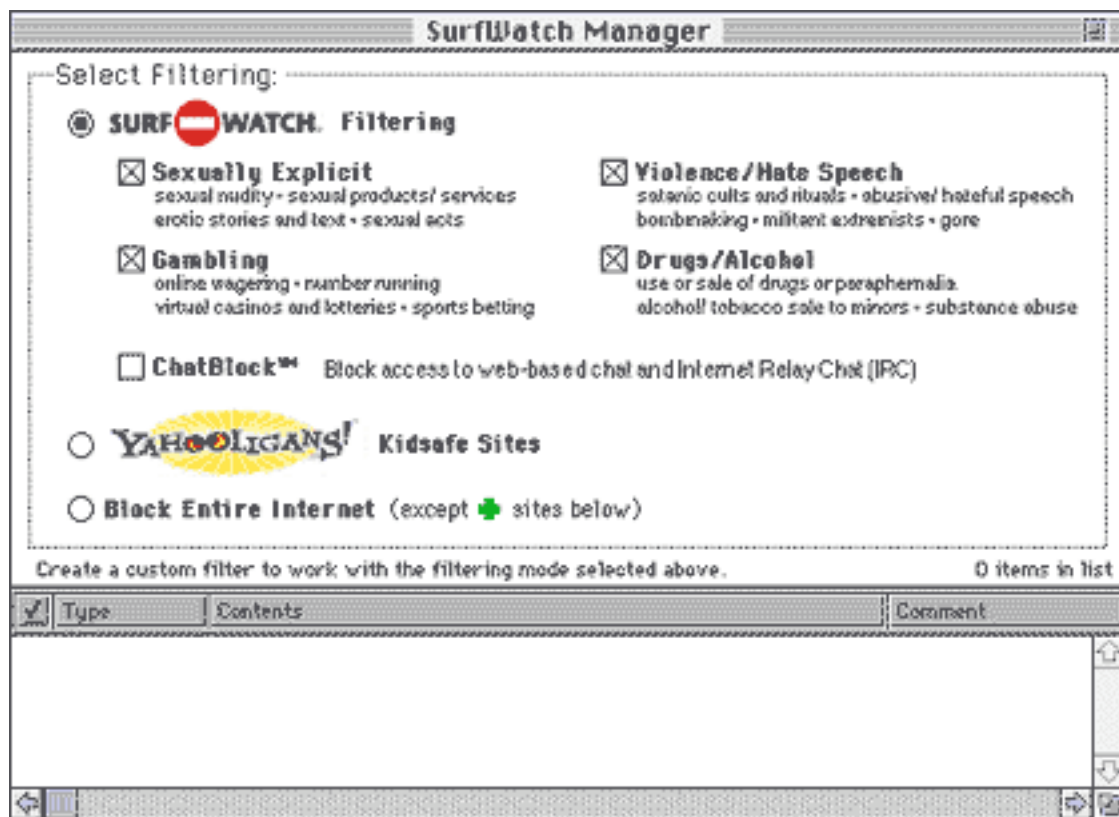 SurfWatch Manager
Select Filtering:
SURF WATCH. Filtering
Sexually Explicit
sexual nudity • sexual products/ services
erotic stories and text • sexual acts
Violence/Hate Speech
satanic cults and rituals • abusive/ hateful speech
bombmaking • militant extremists • gore
Gambling
online wagering • number running
virtual casinos and lotteries • sports betting
Drugs/Alcohol
use or sale of drugs or paraphernalia
alcohol/ tobacco sale to minors • substance abuse
ChatBlock℠ Block access to web-based chat and Internet Relay Chat (IRC)
YAHOOLIGANS! Kidsafe Sites
Block Entire Internet (except sites below)
Create a custom filter to work with the filtering mode selected above. 0 items in list
Type Contents Comment